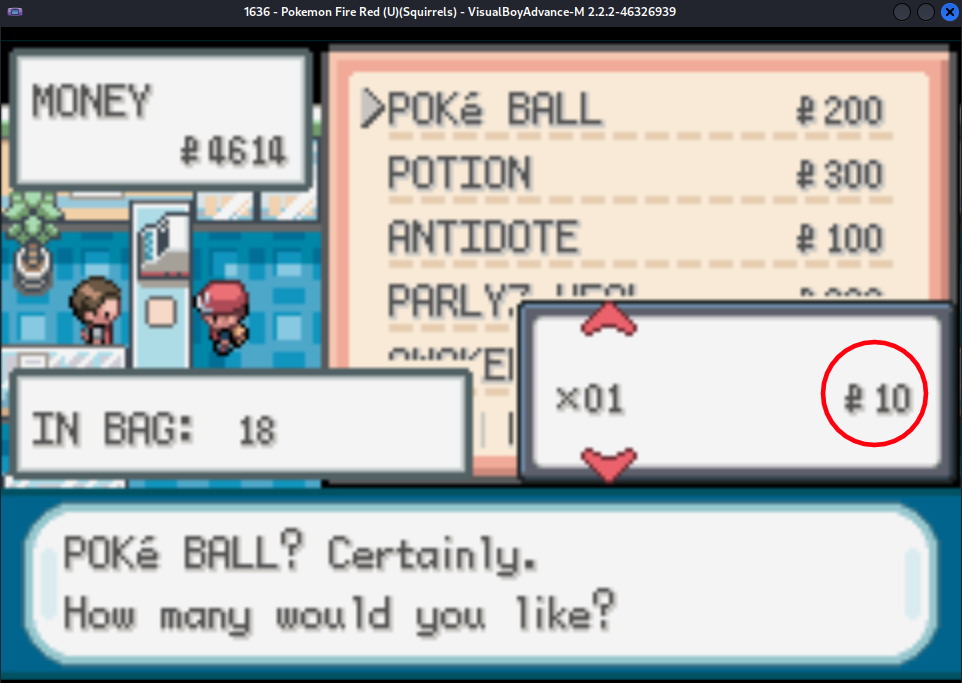 1636 - Pokemon Fire Red (U)(Squirrels) - VisualBoyAdvance-M 2.2.2-46326939
MONEY
₽4614
POKé BALL ₽200
POTION ₽300
ANTIDOTE ₽100
×01 ₽10
IN BAG: 18
POKé BALL? Certainly.
How many would you like?